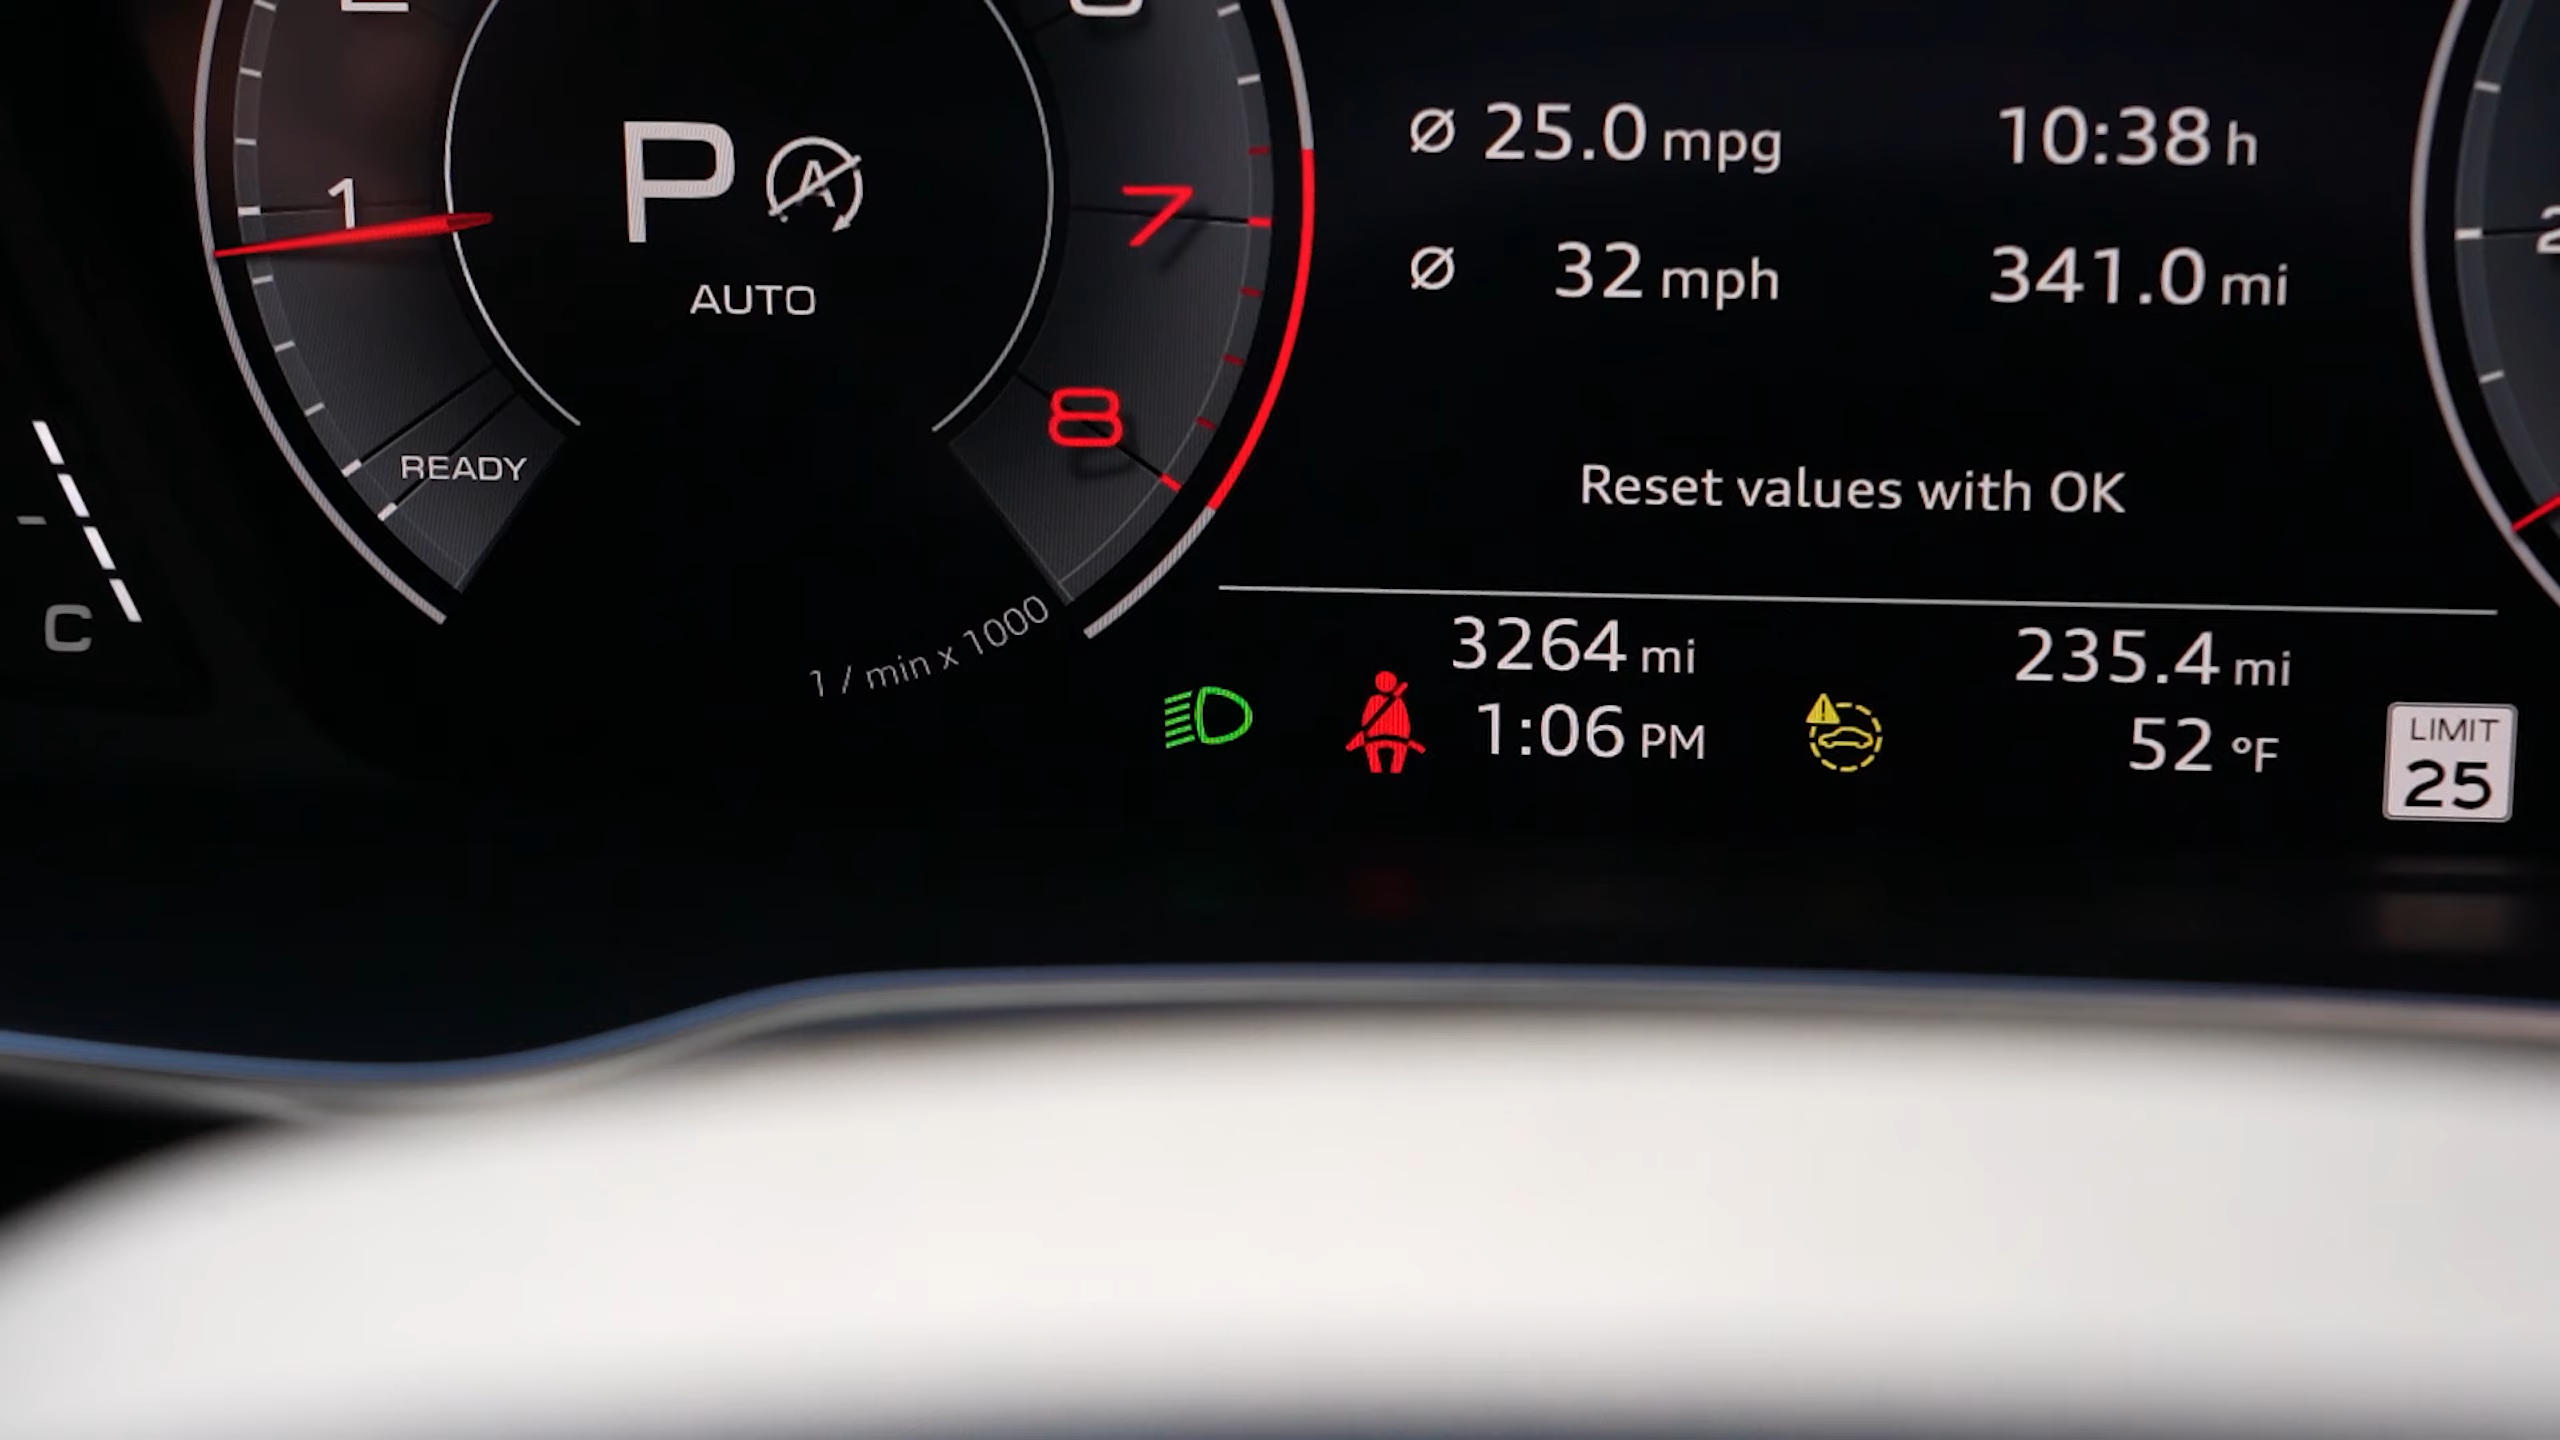 1
P A
AUTO
READY
7
8
1 / min x 1000
C
Ø 25.0 mpg 10:38 h
Ø 32 mph 341.0 mi
Reset values with OK
3264 mi 235.4 mi
1:06 PM 52 °F
LIMIT
25